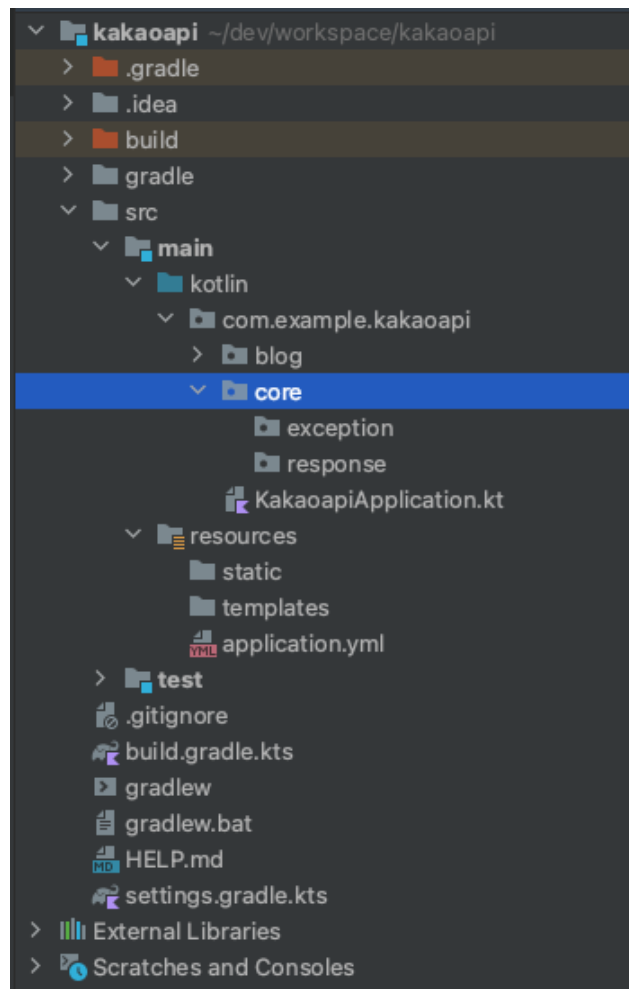 kakaoapi ~/dev/workspace/kakaoapi
.gradle
.idea
build
gradle
src
main
kotlin
com.example.kakaoapi
blog
core
exception
response
KakaoapiApplication.kt
resources
static
templates
YML application.yml
test
.gitignore
build.gradle.kts
gradlew
gradlew.bat
MD HELP.md
settings.gradle.kts
External Libraries
Scratches and Consoles